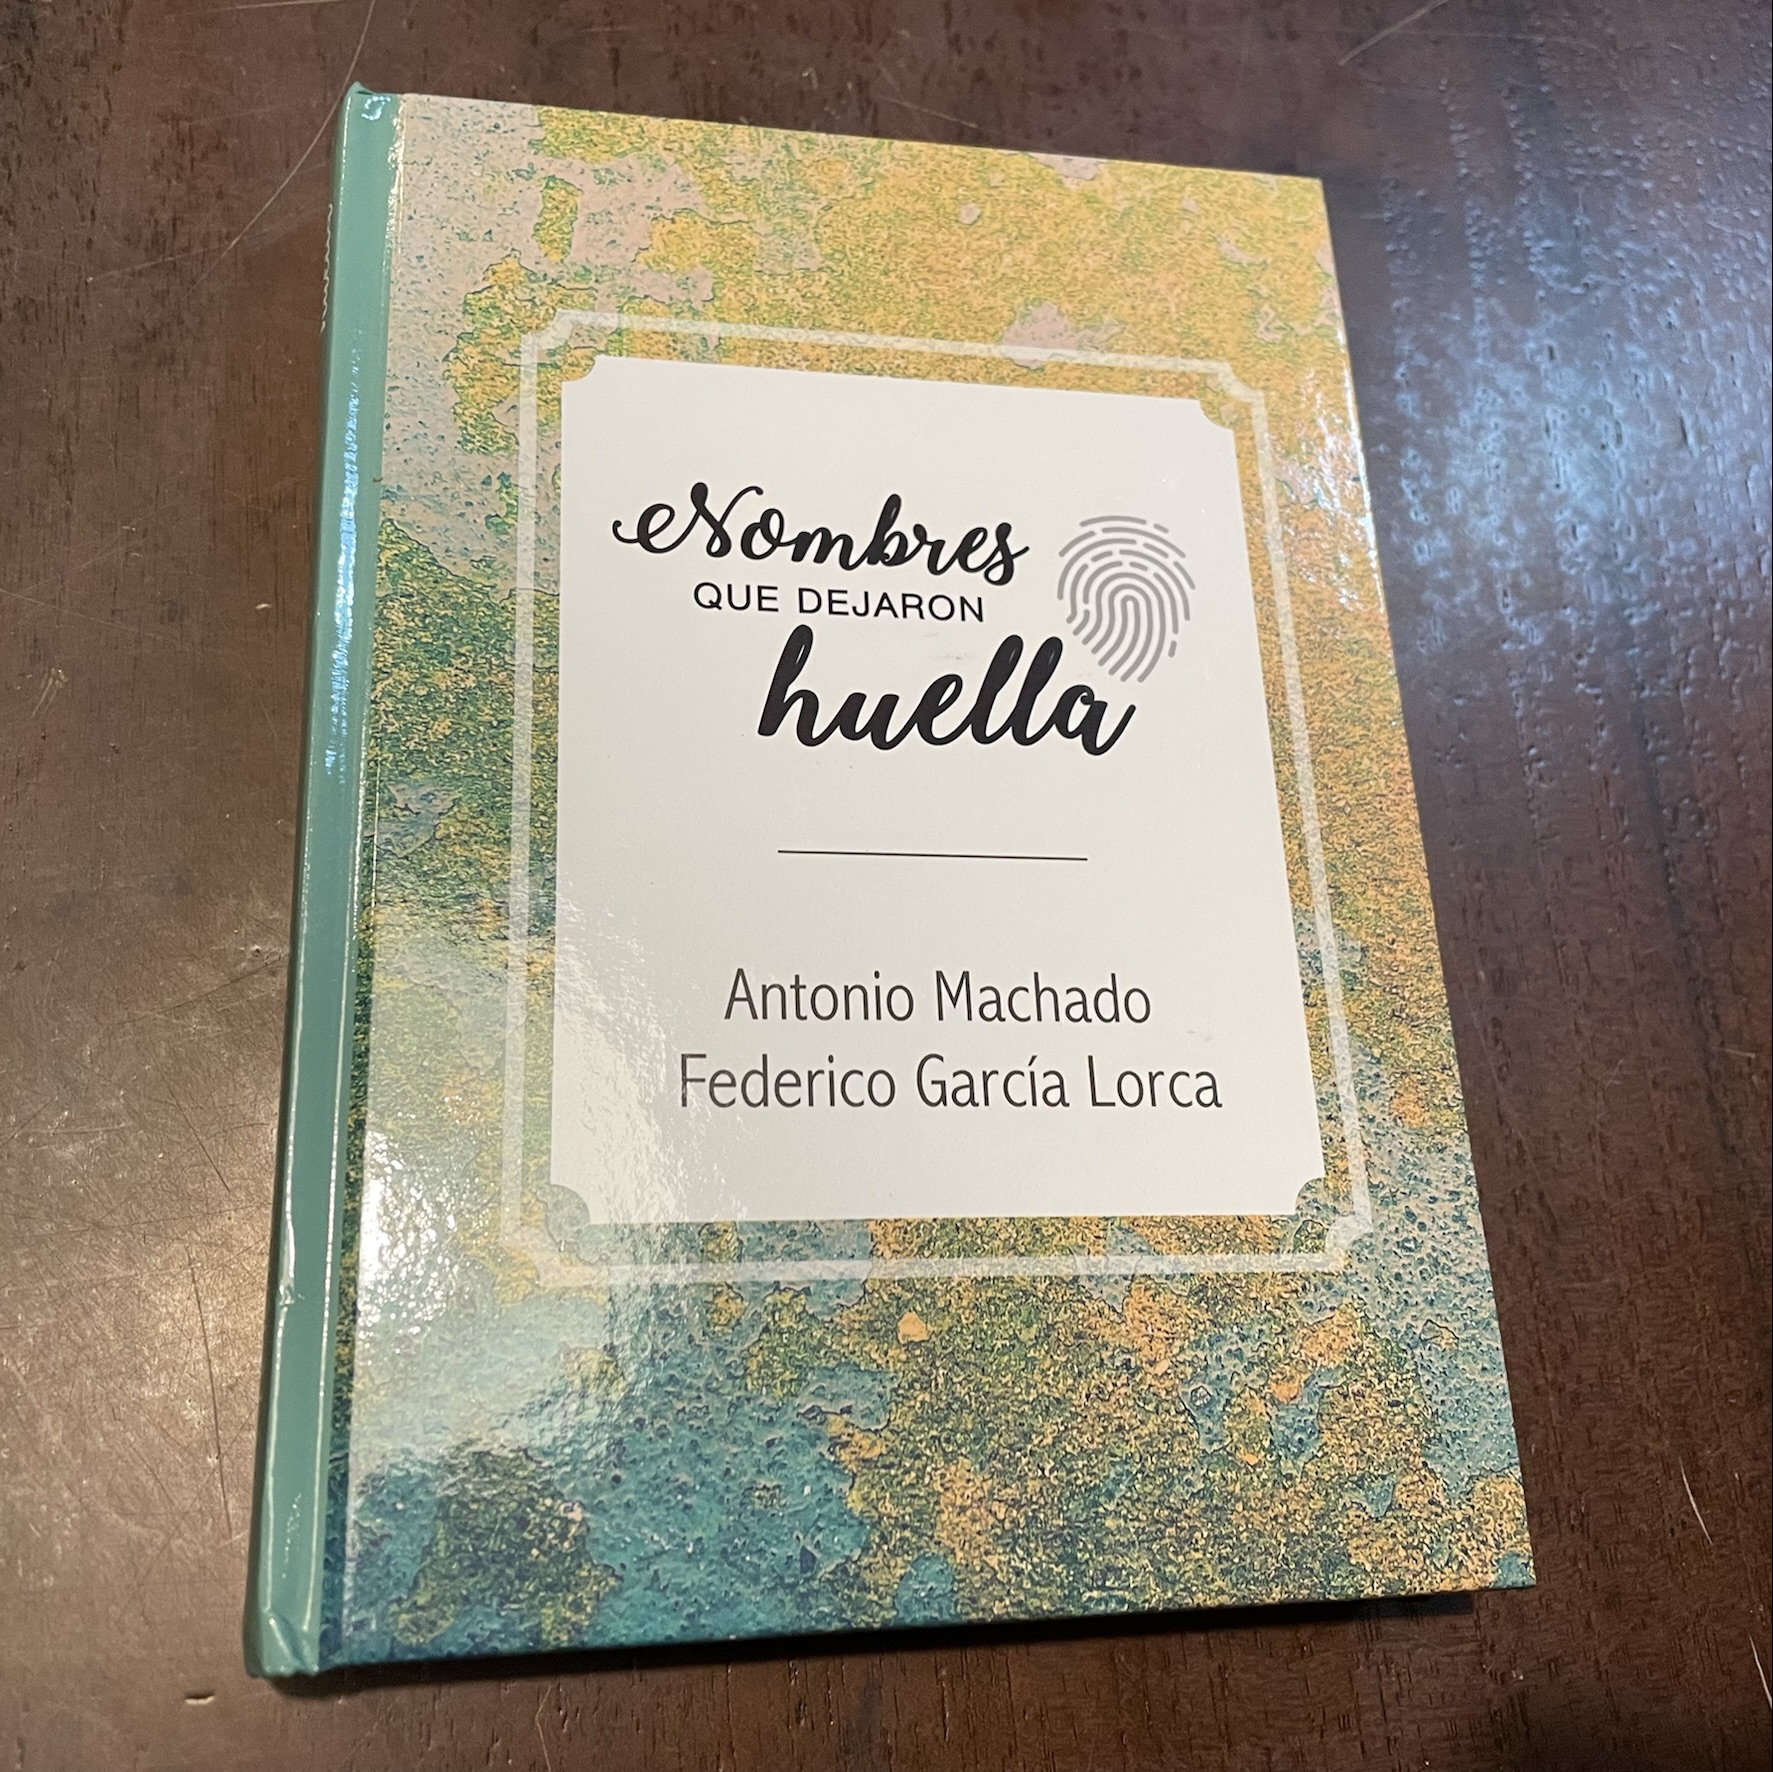 Nombres
QUE DEJARON
huella
Antonio Machado
Federico García Lorca